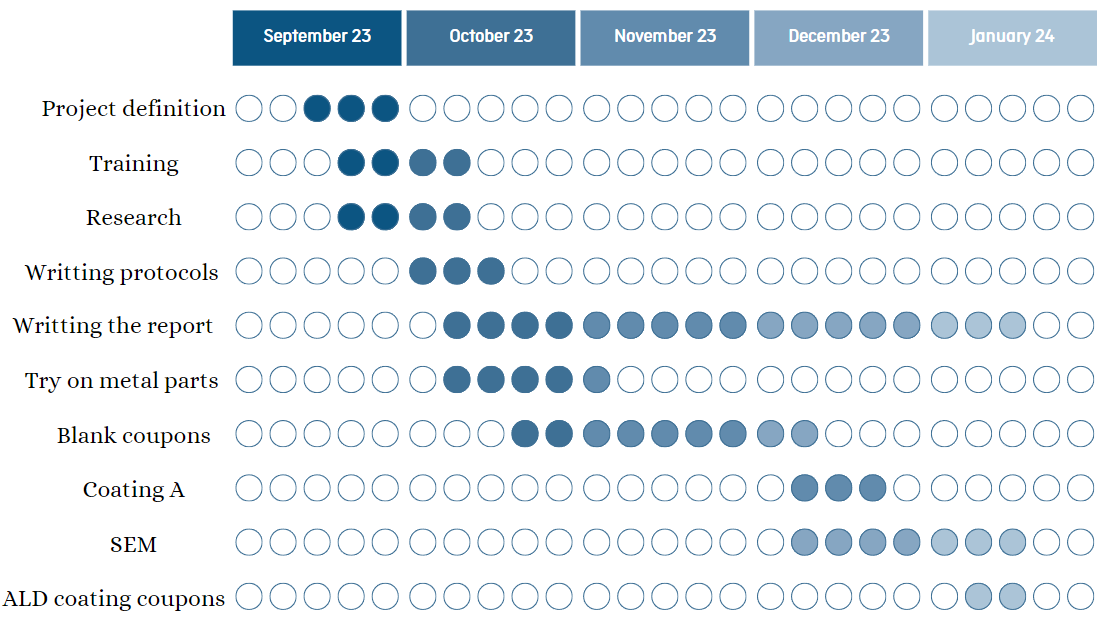 September 23
October 23
November 23
December 23
January 24
Project definition
Training
Research
Writting protocols
Writting the report
Try on metal parts
Blank coupons
Coating A
SEM
ALD coating coupons